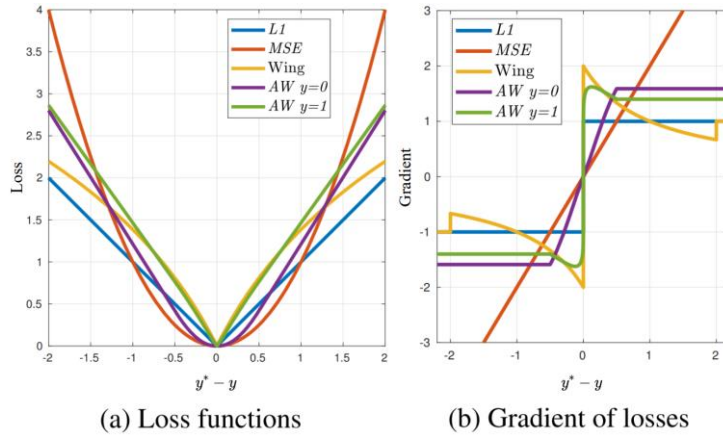 4
3.5
3
2.5
2
1.5
1
0.5
0
Loss
-2 -1.5 -1 -0.5 0 0.5 1 1.5 2
y* − y
L1
MSE
Wing
AW y=0
AW y=1
(a) Loss functions
3
2
1
0
-1
-2
-3
Gradient
-2 -1 0 1 2
y* − y
L1
MSE
Wing
AW y=0
AW y=1
(b) Gradient of losses